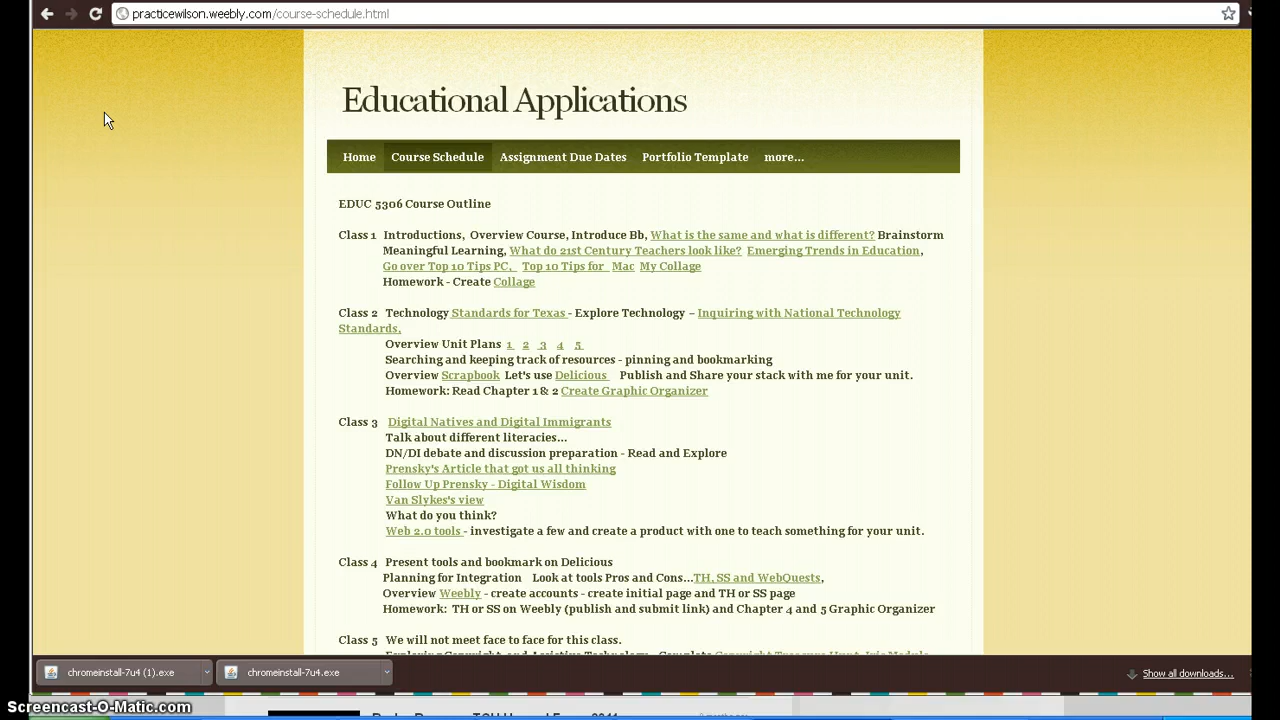 practicewilson.weebly.com/course-schedule.html
Educational Applications
Home Course Schedule Assignment Due Dates Portfolio Template more...
EDUC 5306 Course Outline
Class 1 Introductions, Overview Course, Introduce Bb, What is the same and what is different? Brainstorm
Meaningful Learning, What do 21st Century Teachers look like? Emerging Trends in Education,
Go over Top 10 Tips PC, Top 10 Tips for Mac My Collage
Homework - Create Collage
Class 2 Technology Standards for Texas - Explore Technology – Inquiring with National Technology
Standards,
Overview Unit Plans 1 2 3 4 5
Searching and keeping track of resources - pinning and bookmarking
Overview Scrapbook Let's use Delicious Publish and Share your stack with me for your unit.
Homework: Read Chapter 1 & 2 Create Graphic Organizer
Class 3 Digital Natives and Digital Immigrants
Talk about different literacies...
DN/DI debate and discussion preparation - Read and Explore
Prensky's Article that got us all thinking
Follow Up Prensky - Digital Wisdom
Van Slykes's view
What do you think?
Web 2.0 tools - investigate a few and create a product with one to teach something for your unit.
Class 4 Present tools and bookmark on Delicious
Planning for Integration Look at tools Pros and Cons...TH, SS and WebQuests,
Overview Weebly - create accounts - create initial page and TH or SS page
Homework: TH or SS on Weebly (publish and submit link) and Chapter 4 and 5 Graphic Organizer
Class 5 We will not meet face to face for this class.
chromeinstall-7u4 (1).exe chromeinstall-7u4.exe Show all downloads...
Screencast-O-Matic.com